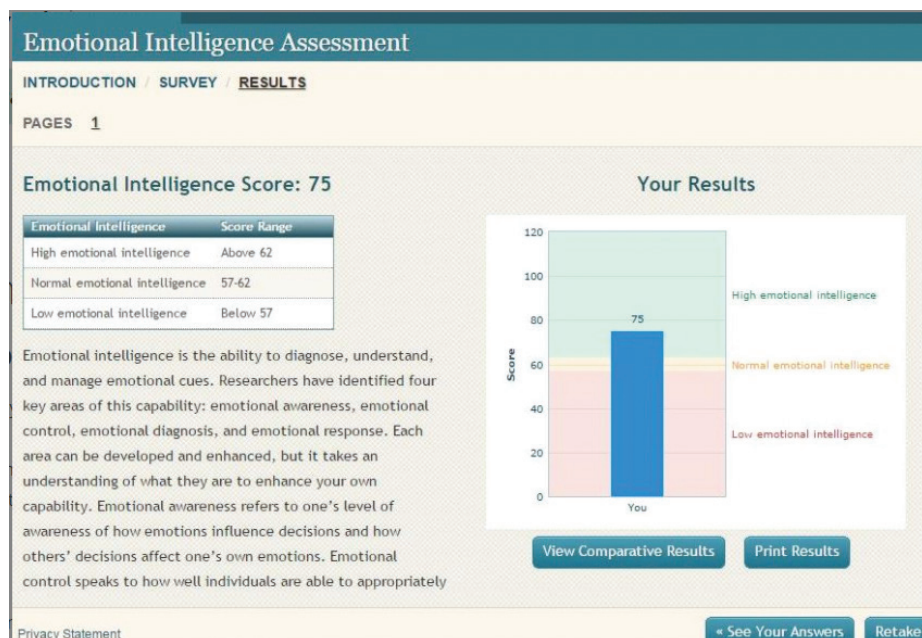 Emotional Intelligence Assessment
INTRODUCTION / SURVEY / RESULTS
PAGES 1
Emotional Intelligence Score: 75
Emotional Intelligence Score Range
High emotional intelligence Above 62
Normal emotional intelligence 57-62
Low emotional intelligence Below 57
Emotional intelligence is the ability to diagnose, understand,
and manage emotional cues. Researchers have identified four
key areas of this capability: emotional awareness, emotional
control, emotional diagnosis, and emotional response. Each
area can be developed and enhanced, but it takes an
understanding of what they are to enhance your own
capability. Emotional awareness refers to one's level of
awareness of how emotions influence decisions and how
others' decisions affect one's own emotions. Emotional
control speaks to how well individuals are able to appropriately
Your Results
120
100
80
60
40
20
0
Score
75
You
High emotional intelligence
Normal emotional intelligence
Low emotional intelligence
View Comparative Results
Print Results
Privacy Statement
« See Your Answers
Retake